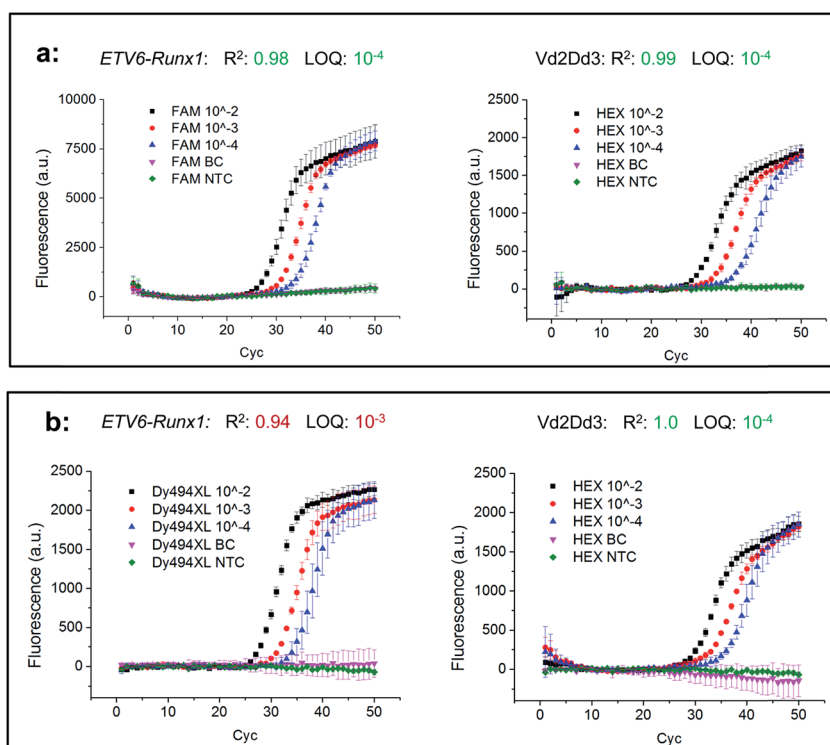 a:
ETV6-Runx1: R²: 0.98 LOQ: 10⁻⁴
10000
7500
5000
2500
0
Fluorescence (a.u.)
FAM 10^-2
FAM 10^-3
FAM 10^-4
FAM BC
FAM NTC
0 10 20 30 40 50
Cyc
Vd2Dd3: R²: 0.99 LOQ: 10⁻⁴
2500
2000
1500
1000
500
0
Fluorescence (a.u.)
HEX 10^-2
HEX 10^-3
HEX 10^-4
HEX BC
HEX NTC
0 10 20 30 40 50
Cyc
b:
ETV6-Runx1: R²: 0.94 LOQ: 10⁻³
2500
2000
1500
1000
500
0
Fluorescence (a.u.)
Dy494XL 10^-2
Dy494XL 10^-3
Dy494XL 10^-4
Dy494XL BC
Dy494XL NTC
0 10 20 30 40 50
Cyc
Vd2Dd3: R²: 1.0 LOQ: 10⁻⁴
2500
2000
1500
1000
500
0
Fluorescence (a.u.)
HEX 10^-2
HEX 10^-3
HEX 10^-4
HEX BC
HEX NTC
0 10 20 30 40 50
Cyc